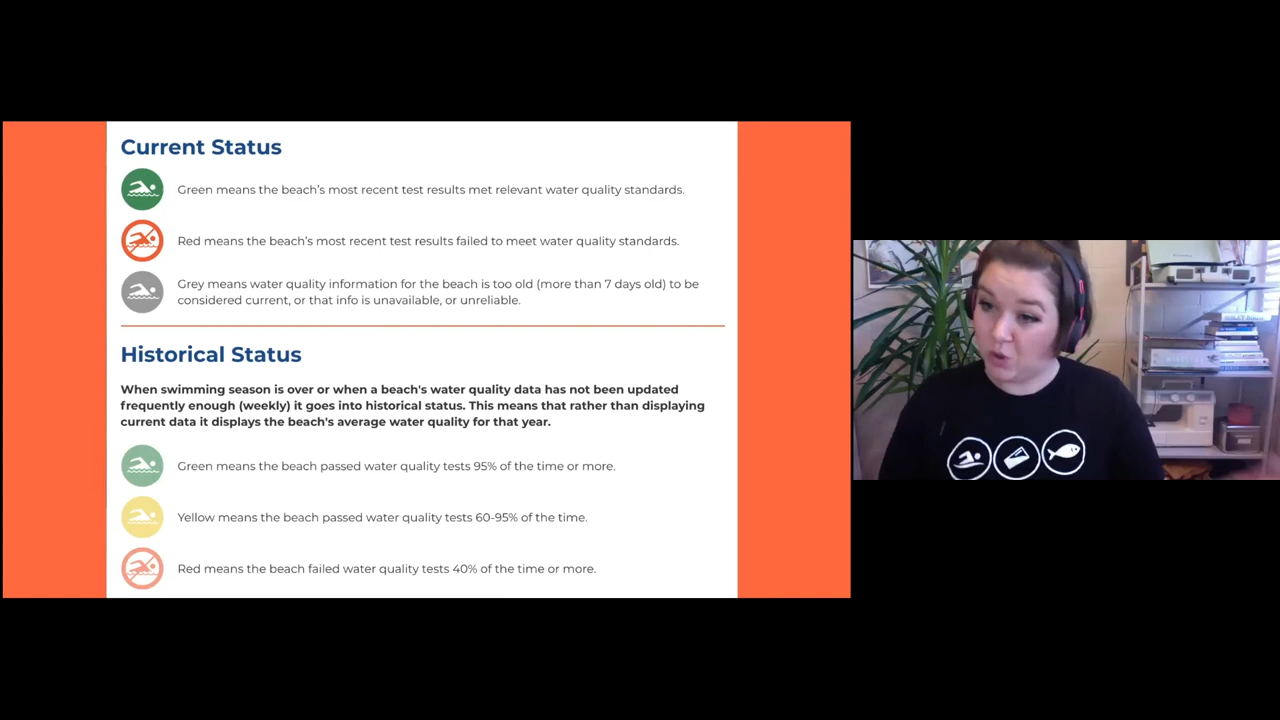 Current Status
Green means the beach’s most recent test results met relevant water quality standards.
Red means the beach’s most recent test results failed to meet water quality standards.
Grey means water quality information for the beach is too old (more than 7 days old) to be
considered current, or that info is unavailable, or unreliable.
Historical Status
When swimming season is over or when a beach's water quality data has not been updated
frequently enough (weekly) it goes into historical status. This means that rather than displaying
current data it displays the beach's average water quality for that year.
Green means the beach passed water quality tests 95% of the time or more.
Yellow means the beach passed water quality tests 60-95% of the time.
Red means the beach failed water quality tests 40% of the time or more.